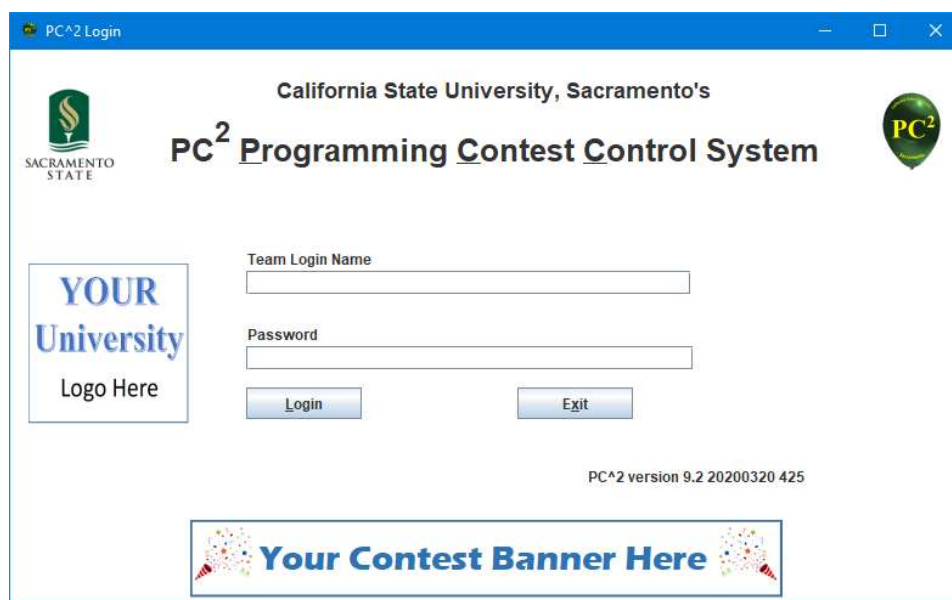 PC^2 Login
California State University, Sacramento's
PC2 Programming Contest Control System
SACRAMENTO
STATE
PC2
Team Login Name
YOUR
University
Logo Here
Password
Login Exit
PC^2 version 9.2 20200320 425
Your Contest Banner Here